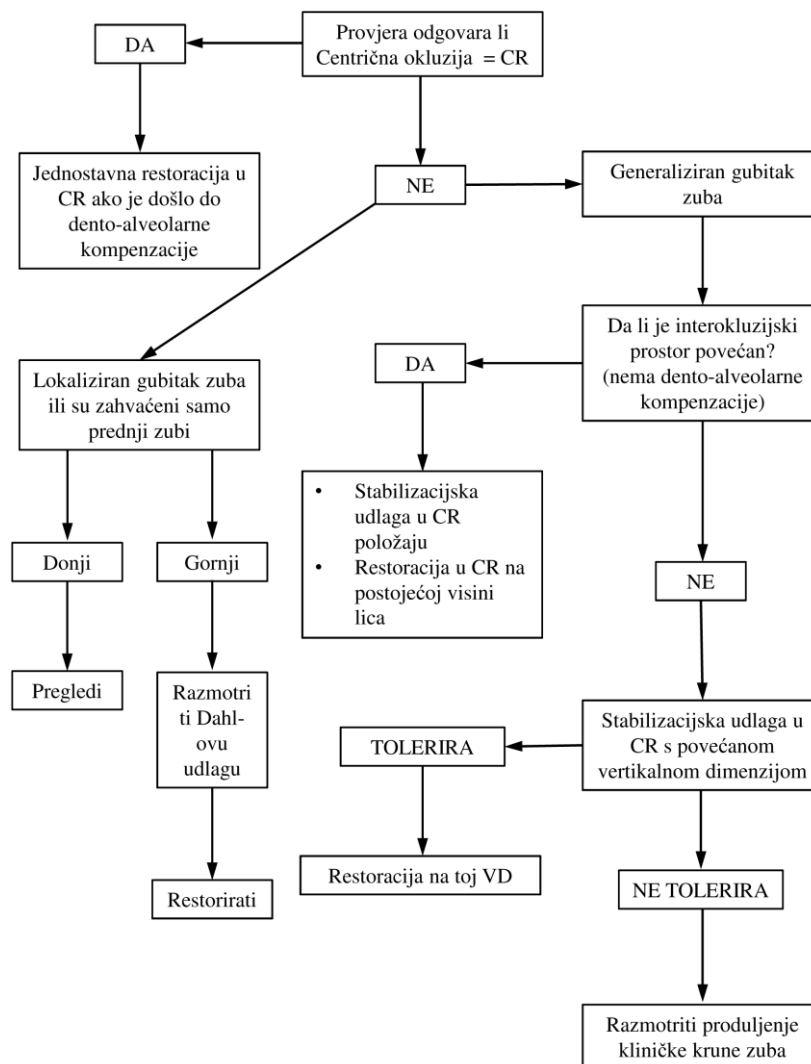 Provjera odgovara li
Centrična okluzija = CR
DA
Jednostavna restoracija u
CR ako je došlo do
dento-alveolarne
kompenzacije
NE
Generaliziran gubitak
zuba
Lokaliziran gubitak zuba
ili su zahvaćeni samo
prednji zubi
DA
Da li je interokluzijski
prostor povećan?
(nema dento-alveolarne
kompenzacije)
• Stabilizacijska
udlaga u CR
položaju
• Restoracija u CR na
postojećoj visini
lica
Donji
Gornji
NE
Pregledi
Razmotri
ti Dahl-
ovu
udlagu
TOLERIRA
Stabilizacijska udlaga u
CR s povećanom
vertikalnom dimenzijom
Restorirati
Restoracija na toj VD
NE TOLERIRA
Razmotriti produljenje
kliničke krune zuba